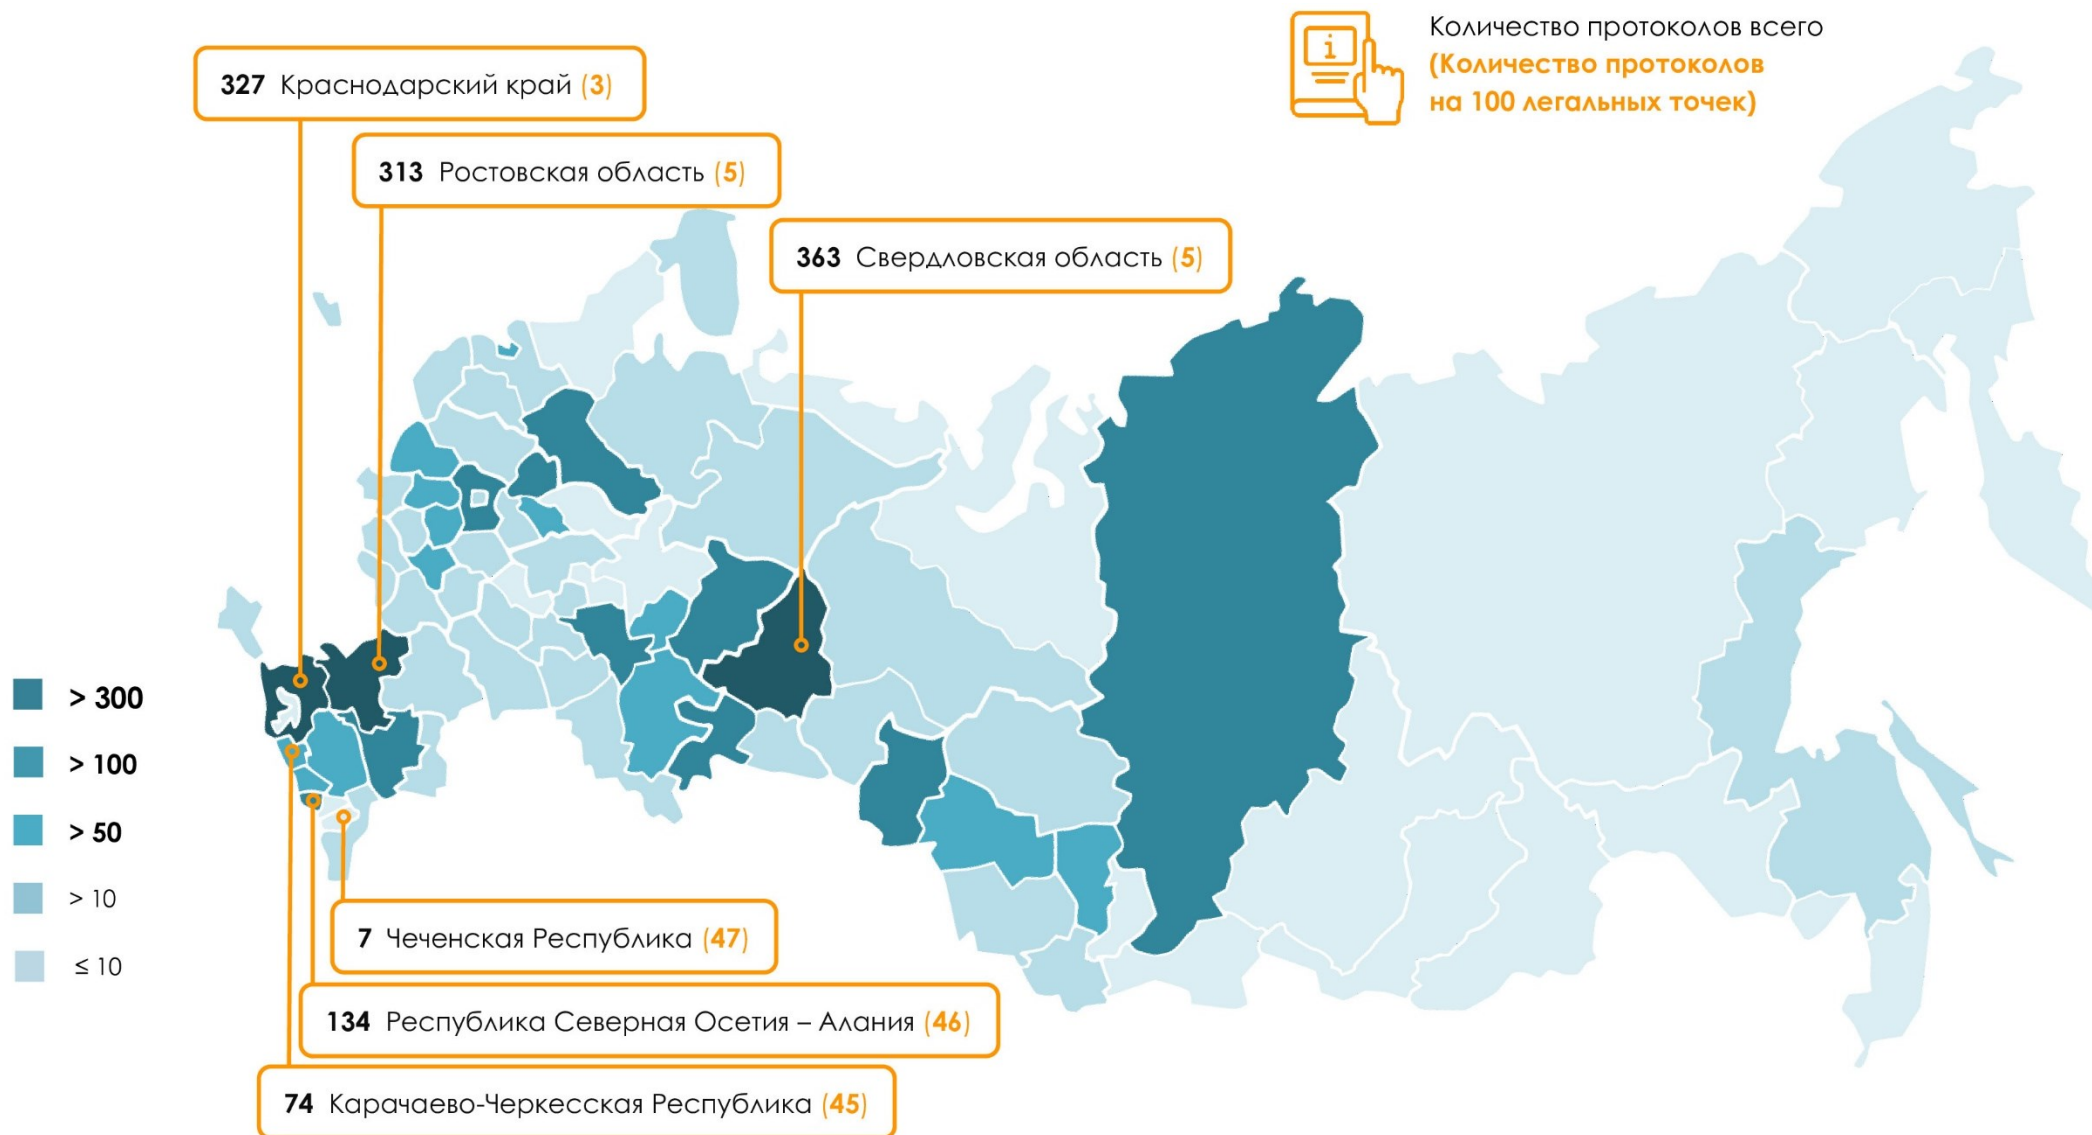 Количество протоколов всего
(Количество протоколов
на 100 легальных точек)
327 Краснодарский край (3)
313 Ростовская область (5)
363 Свердловская область (5)
> 300
> 100
> 50
> 10
≤ 10
7 Чеченская Республика (47)
134 Республика Северная Осетия – Алания (46)
74 Карачаево-Черкесская Республика (45)